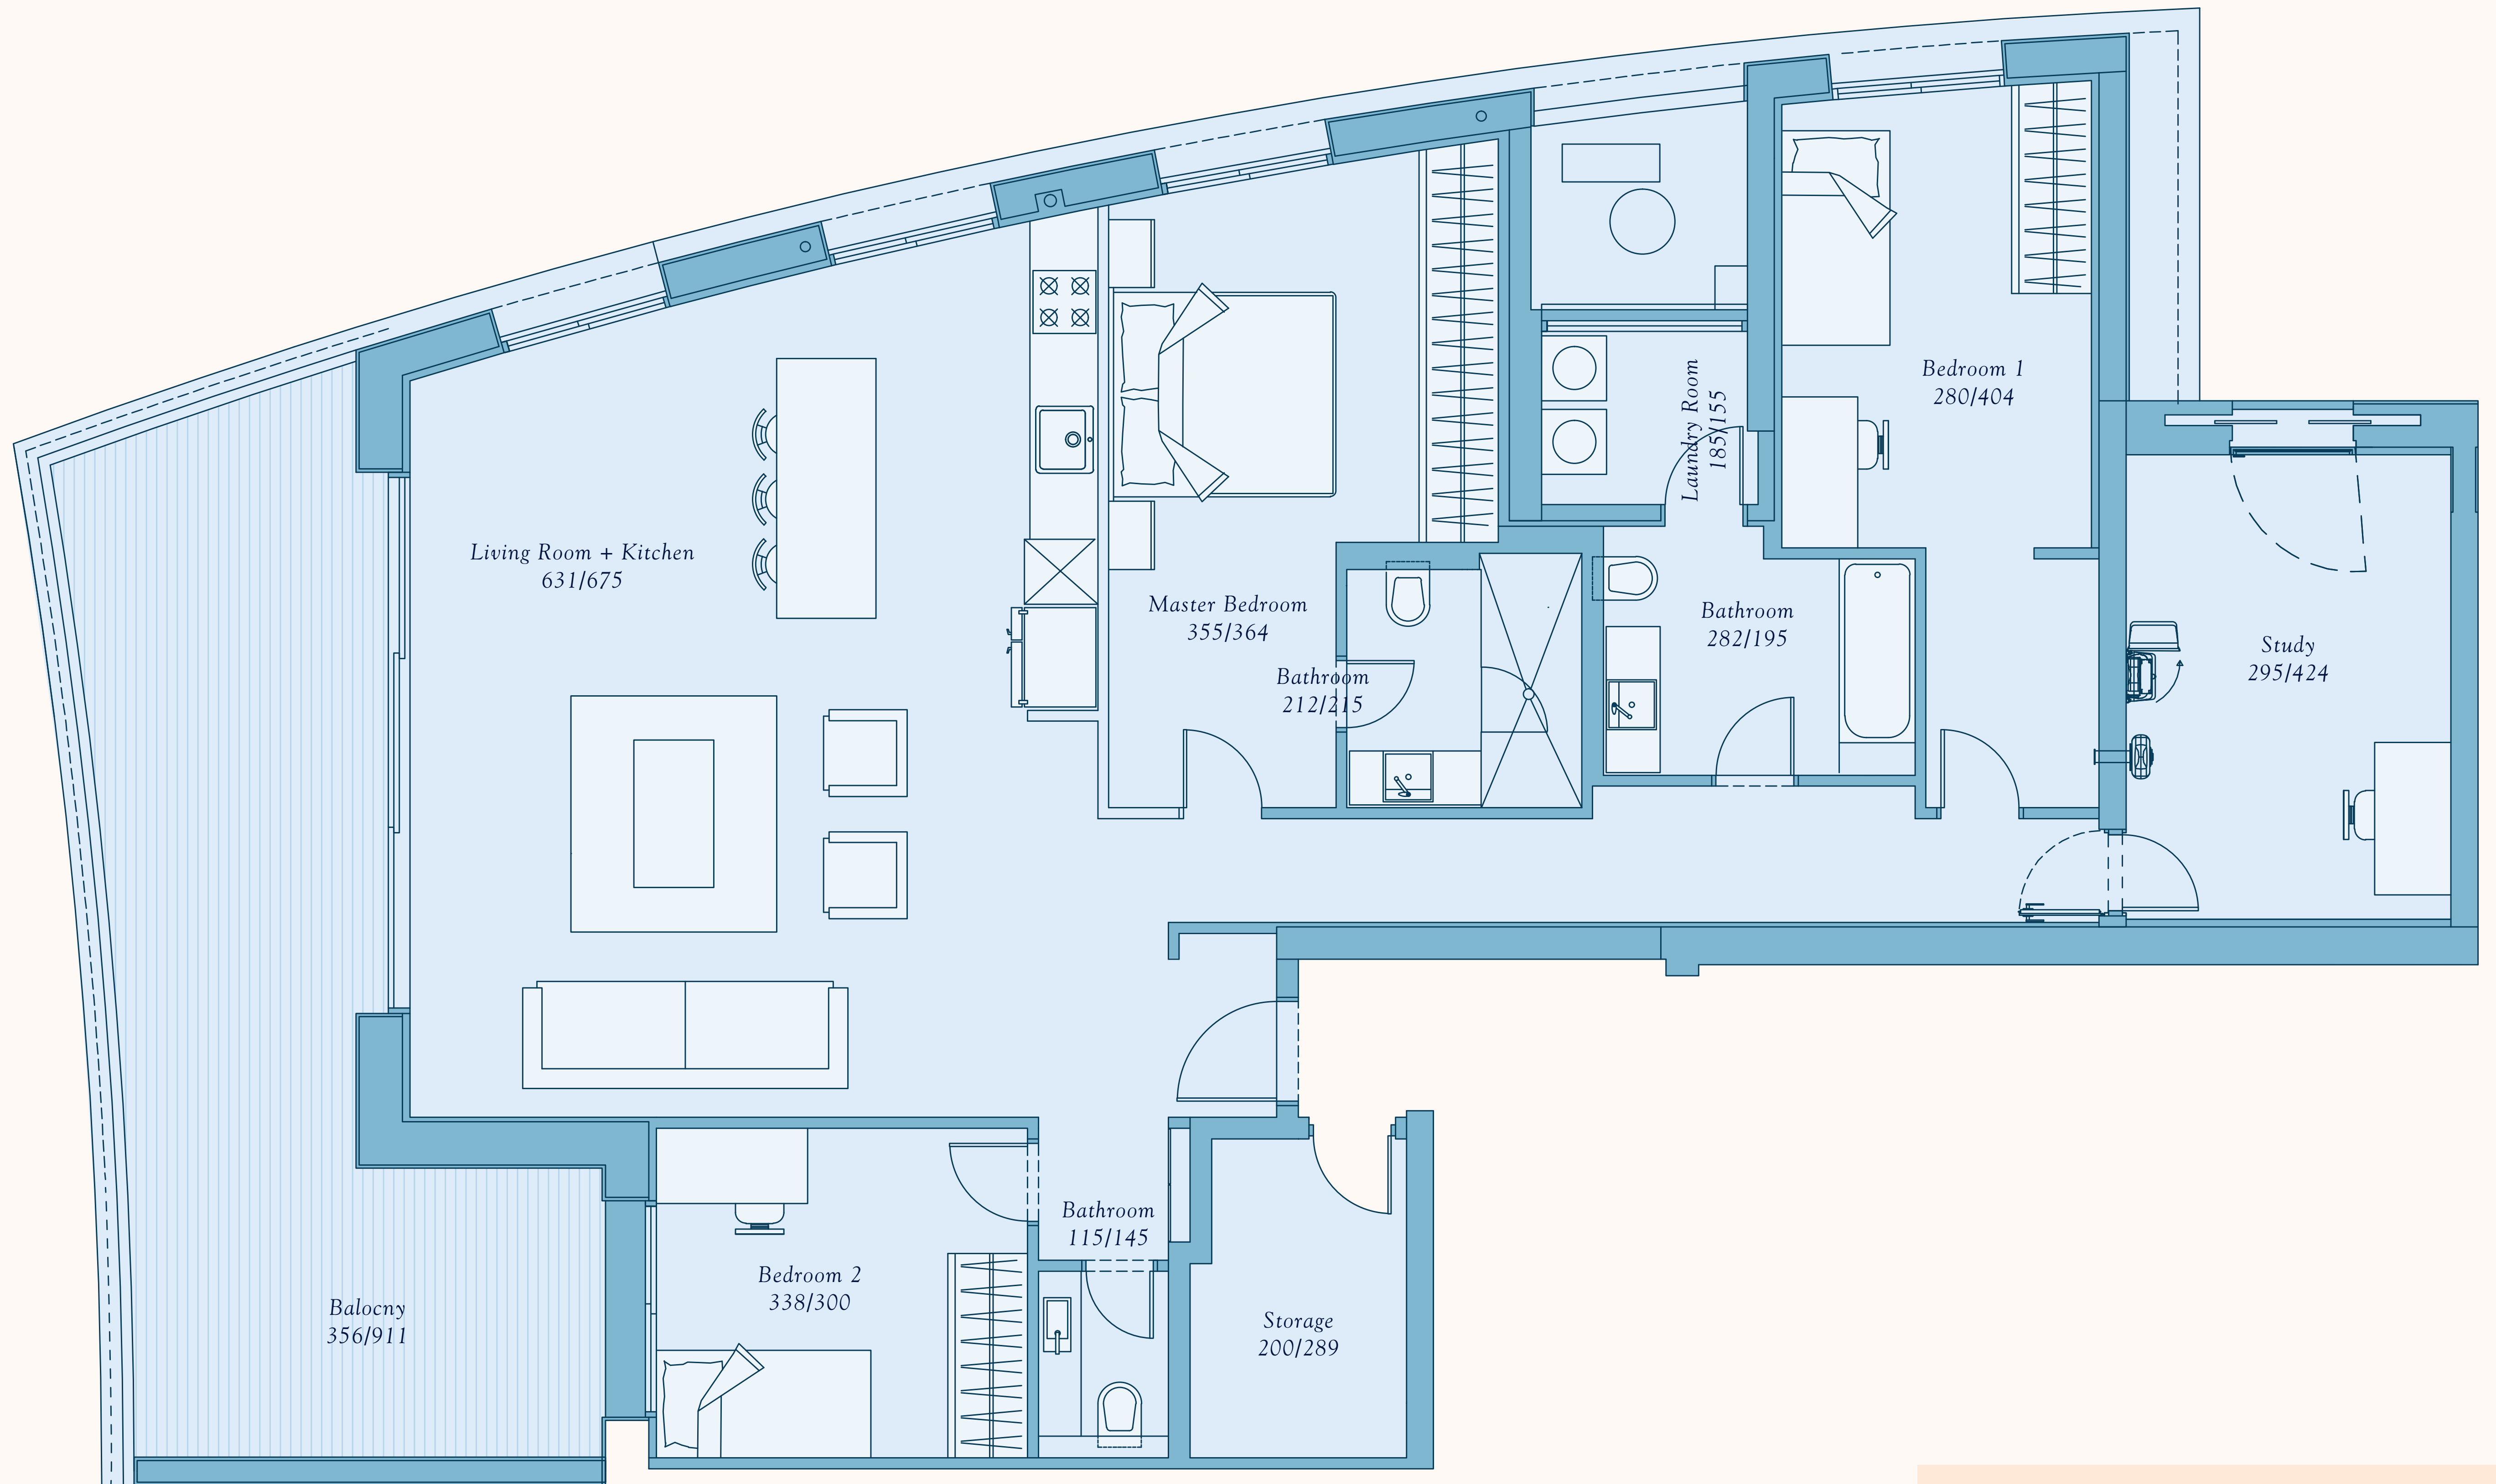 Living Room + Kitchen
631/675
Master Bedroom
355/364
Bathroom
212/215
Laundry Room
185/155
Bathroom
282/195
Bedroom 1
280/404
Study
295/424
Balocny
356/911
Bedroom 2
338/300
Bathroom
115/145
Storage
200/289